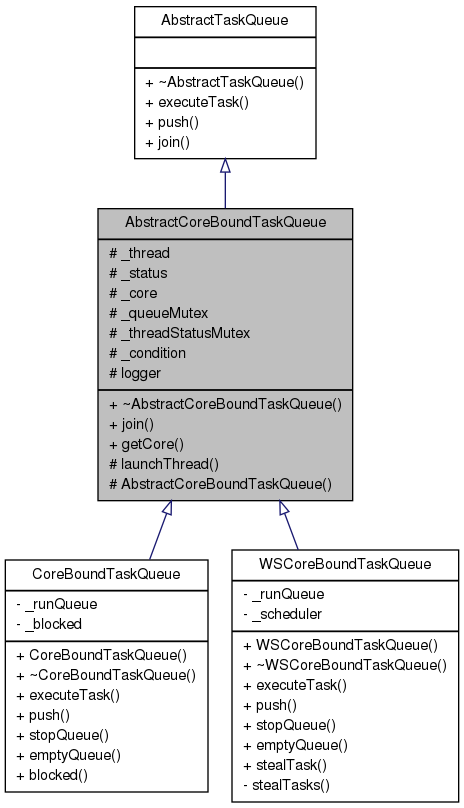 AbstractTaskQueue
+ ~AbstractTaskQueue()
+ executeTask()
+ push()
+ join()
AbstractCoreBoundTaskQueue
# _thread
# _status
# _core
# _queueMutex
# _threadStatusMutex
# _condition
# logger
+ ~AbstractCoreBoundTaskQueue()
+ join()
+ getCore()
# launchThread()
# AbstractCoreBoundTaskQueue()
CoreBoundTaskQueue
- _runQueue
- _blocked
+ CoreBoundTaskQueue()
+ ~CoreBoundTaskQueue()
+ executeTask()
+ push()
+ stopQueue()
+ emptyQueue()
+ blocked()
WSCoreBoundTaskQueue
- _runQueue
- _scheduler
+ WSCoreBoundTaskQueue()
+ ~WSCoreBoundTaskQueue()
+ executeTask()
+ push()
+ stopQueue()
+ emptyQueue()
+ stealTask()
- stealTasks()